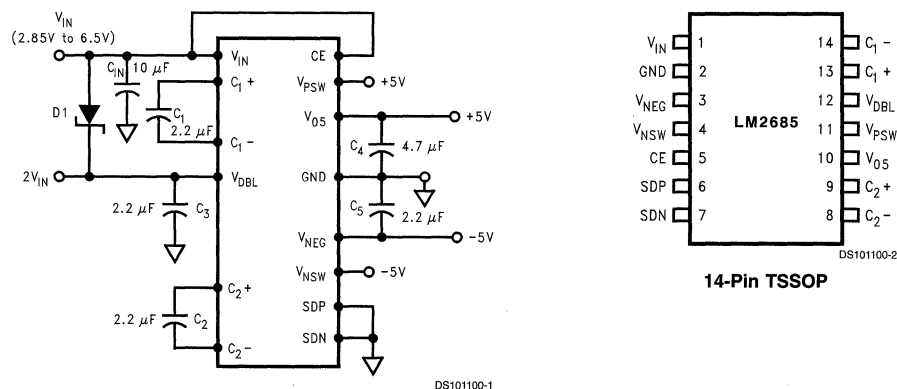 V_IN
(2.85V to 6.5V)
C_IN 10 µF
D1
C_1
2.2 µF
2V_IN
2.2 µF C_3
2.2 µF C_2
V_IN
C_1+
C_1−
V_DBL
C_2+
C_2−
CE
V_PSW
V_05
GND
V_NEG
V_NSW
SDP
SDN
+5V
+5V
C_4 4.7 µF
C_5 2.2 µF
−5V
−5V
DS101100-1
V_IN 1
GND 2
V_NEG 3
V_NSW 4
CE 5
SDP 6
SDN 7
LM2685
14 C_1−
13 C_1+
12 V_DBL
11 V_PSW
10 V_05
9 C_2+
8 C_2−
DS101100-2
14-Pin TSSOP